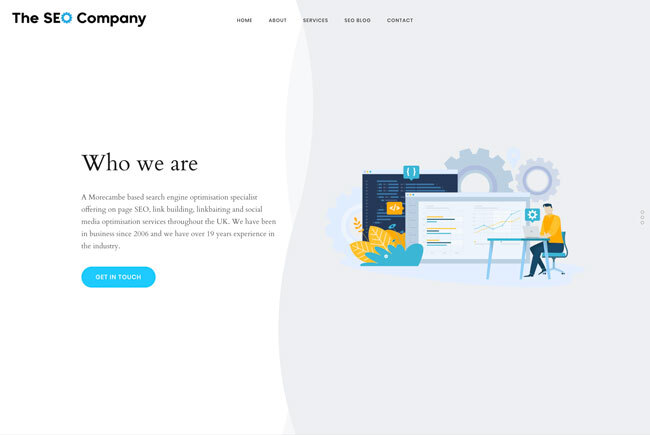 The SEO Company
HOME ABOUT SERVICES SEO BLOG CONTACT
Who we are
A Morecambe based search engine optimisation specialist
offering on page SEO, link building, linkbaiting and social
media optimisation services throughout the UK. We have been
in business since 2006 and we have over 19 years experience in
the industry.
GET IN TOUCH
{ }
</>